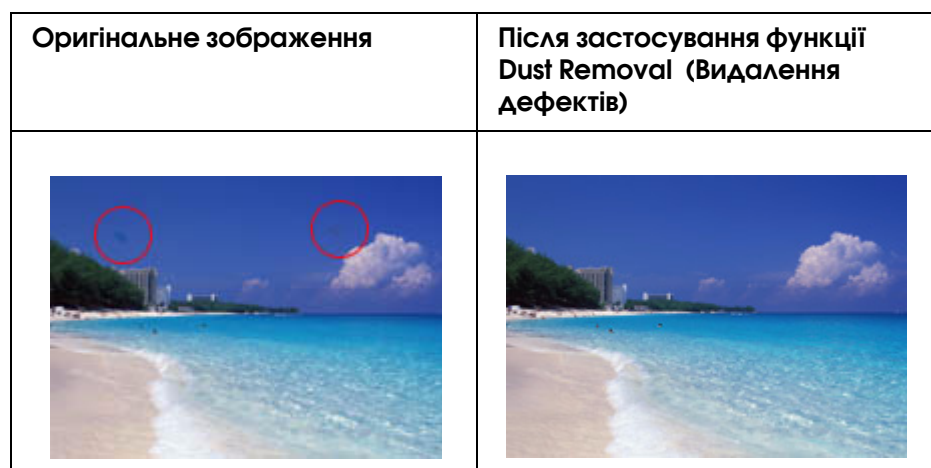 Оригінальне зображення
Після застосування функції
Dust Removal (Видалення
дефектів)